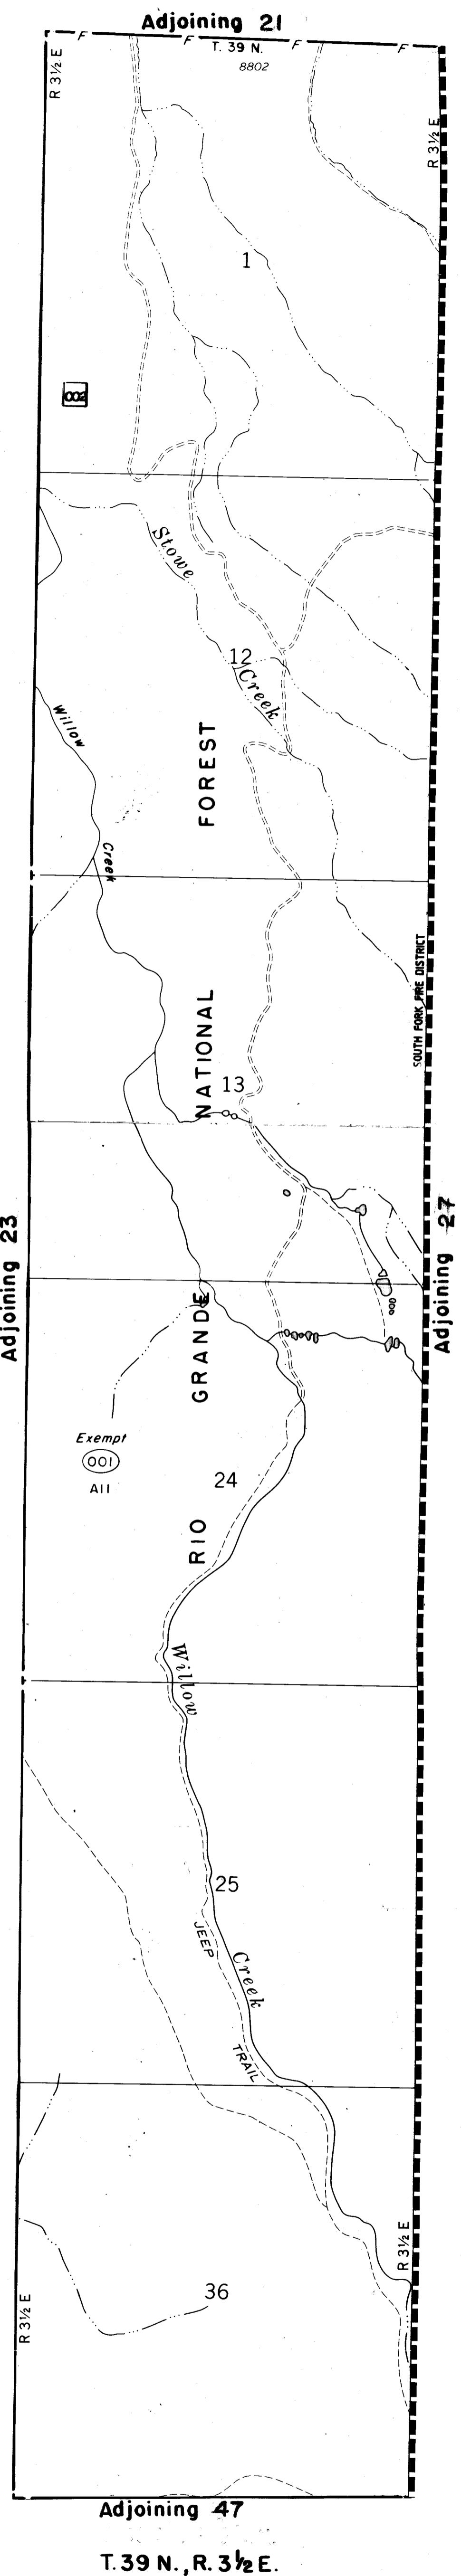 Adjoining 21
F F F F
T. 39 N.
8802
R 3½ E
R 3½ E
1
002
Stowe
Creek
12
Willow
Creek
FOREST
NATIONAL
GRANDE
RIO
SOUTH FORK FIRE DISTRICT
13
Adjoining 23
Adjoining 27
Exempt
001
All
24
Willow
25
JEEP
Creek
TRAIL
R 3½ E
R 3½ E
36
Adjoining 47
T. 39 N., R. 3½ E.